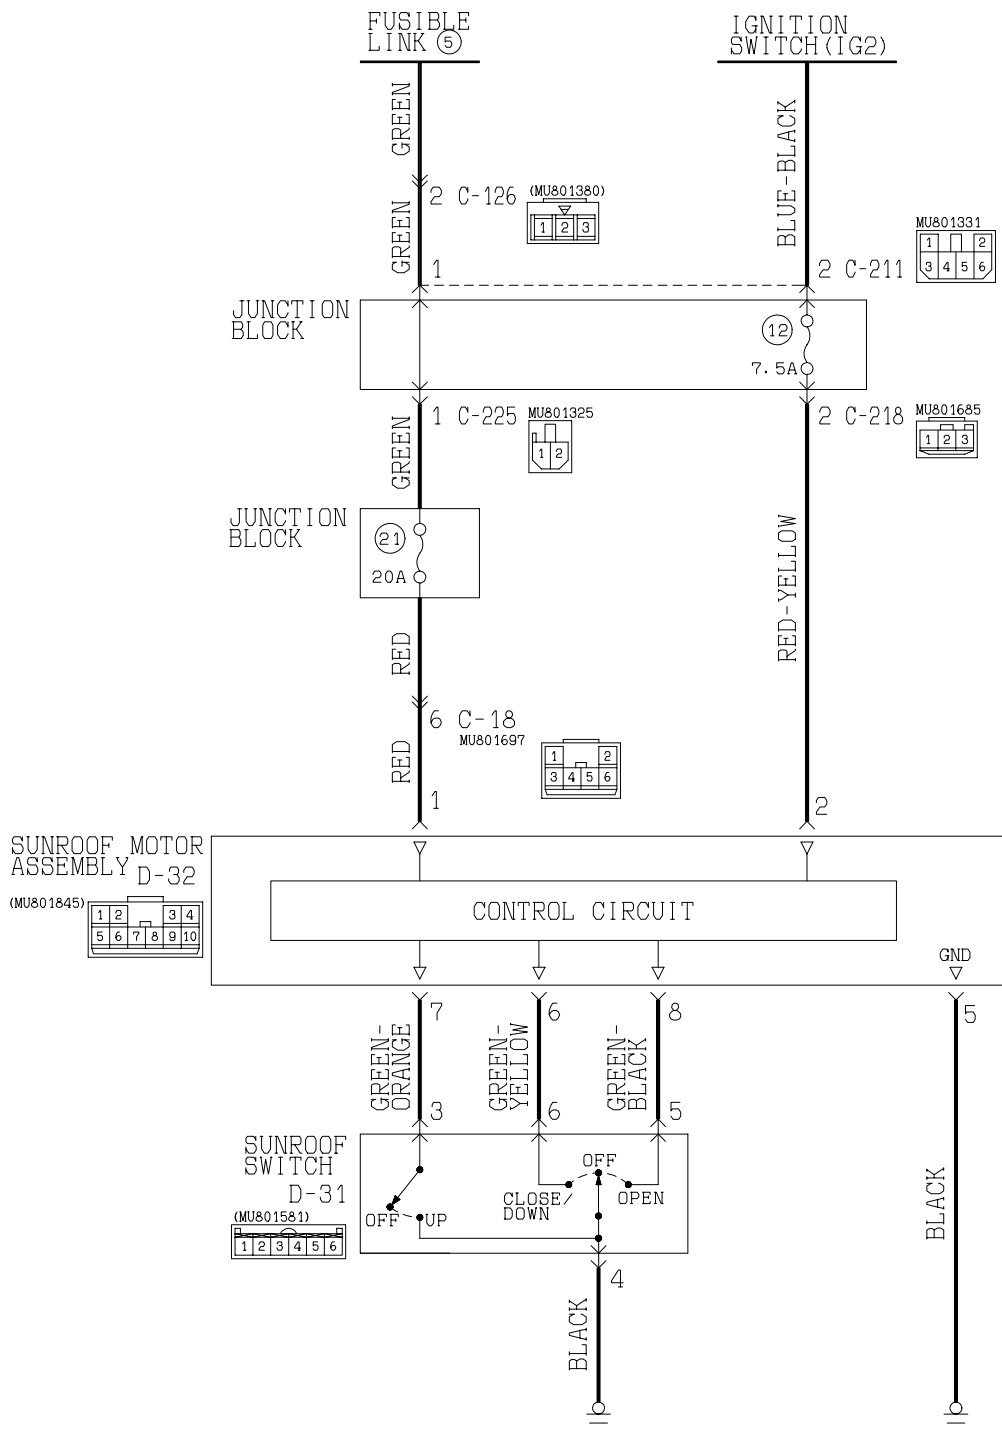 FUSIBLE
LINK 5
IGNITION
SWITCH(IG2)
GREEN
BLUE-BLACK
2 C-126 (MU801380)
1 2 3
GREEN
1
2 C-211
MU801331
1 2
3 4 5 6
JUNCTION
BLOCK
12
7.5A
1 C-225 MU801325
1 2
2 C-218 MU801685
1 2 3
GREEN
JUNCTION
BLOCK
21
20A
RED-YELLOW
RED
6 C-18
MU801697
1 2
3 4 5 6
RED
1
2
SUNROOF MOTOR
ASSEMBLY D-32
(MU801845)
1 2 3 4
5 6 7 8 9 10
CONTROL CIRCUIT
GND
7
6
8
5
GREEN-
ORANGE
GREEN-
YELLOW
GREEN-
BLACK
3
6
5
SUNROOF
SWITCH
D-31
(MU801581)
1 2 3 4 5 6
OFF
UP
CLOSE/
DOWN
OFF
OPEN
4
BLACK
BLACK